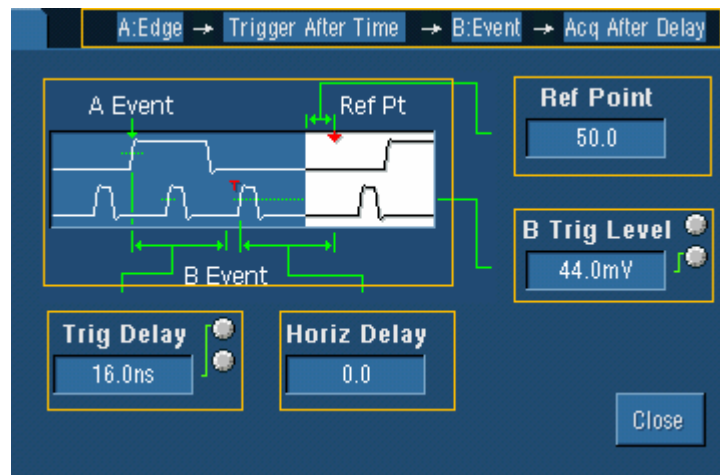 A:Edge → Trigger After Time → B:Event → Acq After Delay
A Event
Ref Pt
T
B Event
Ref Point
50.0
B Trig Level
44.0mV
Trig Delay
16.0ns
Horiz Delay
0.0
Close